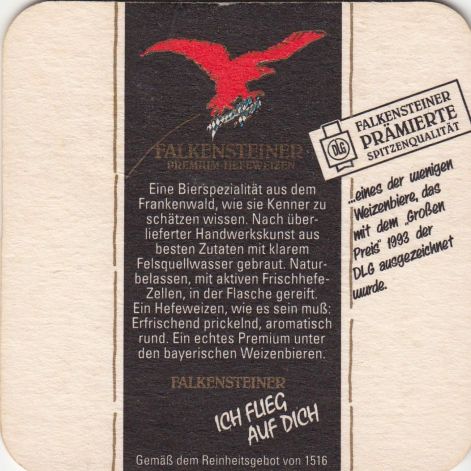 FALKENSTEINER
PREMIUM-HEFEWEIZEN
Eine Bierspezialität aus dem
Frankenwald, wie sie Kenner zu
schätzen wissen. Nach über-
lieferter Handwerkskunst aus
besten Zutaten mit klarem
Felsquellwasser gebraut. Natur-
belassen, mit aktiven Frischhefe-
Zellen, in der Flasche gereift.
Ein Hefeweizen, wie es sein muß:
Erfrischend prickelnd, aromatisch
rund. Ein echtes Premium unter
den bayerischen Weizenbieren.
FALKENSTEINER
ICH FLIEG
AUF DICH
Gemäß dem Reinheitsgebot von 1516
DLG
FALKENSTEINER
PRÄMIERTE
SPITZENQUALITÄT
...eines der wenigen
Weizenbiere, das
mit dem „Großen
Preis" 1993 der
DLG ausgezeichnet
wurde.